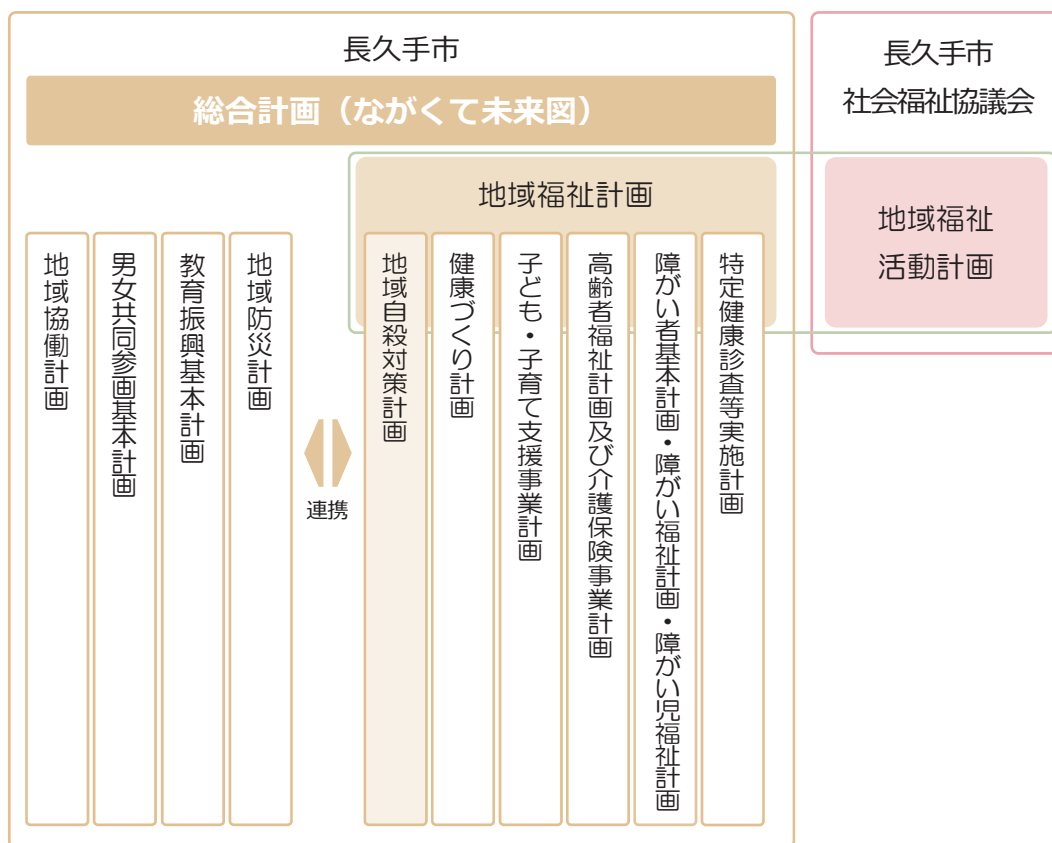 長久手市
総合計画（ながくて未来図）
地域福祉計画
地域協働計画
男女共同参画基本計画
教育振興基本計画
地域防災計画
連携
地域自殺対策計画
健康づくり計画
子ども・子育て支援事業計画
高齢者福祉計画及び介護保険事業計画
障がい者基本計画・障がい福祉計画・障がい児福祉計画
特定健康診査等実施計画
長久手市
社会福祉協議会
地域福祉
活動計画